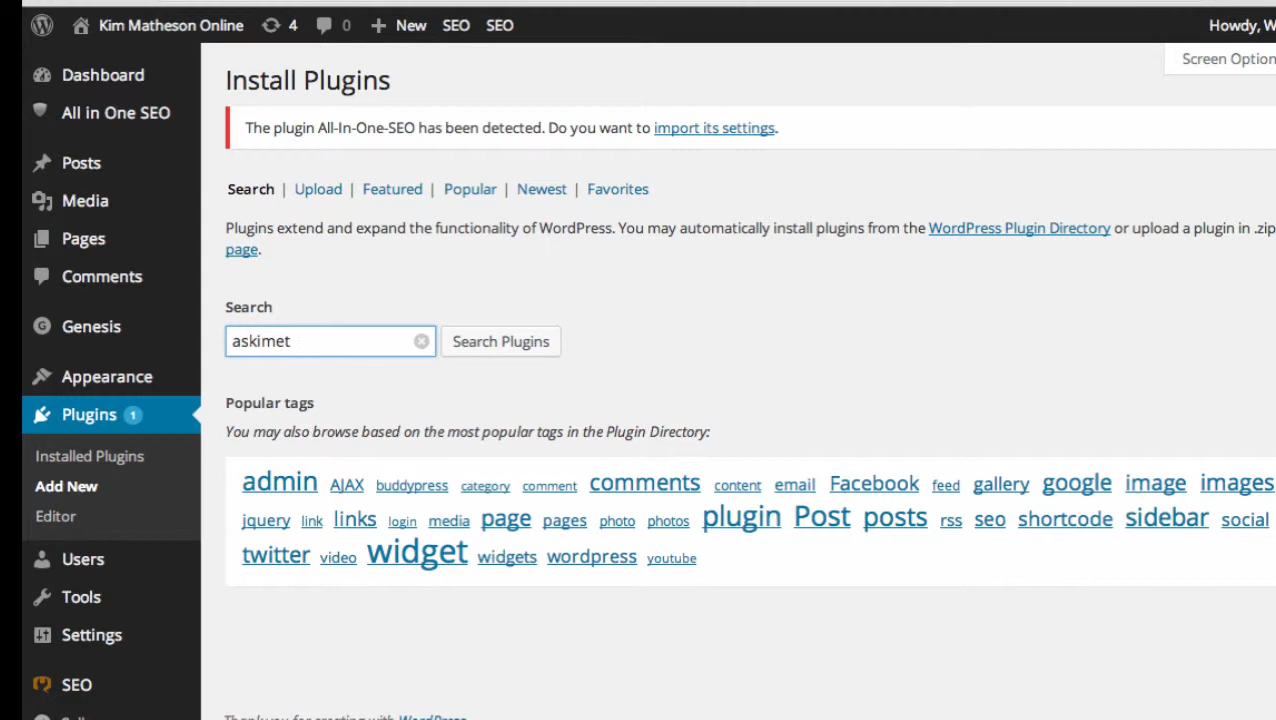 Kim Matheson Online 4 0 New SEO SEO Howdy, W
Screen Option
Dashboard
All in One SEO
Posts
Media
Pages
Comments
Genesis
Appearance
Plugins 1
Installed Plugins
Add New
Editor
Users
Tools
Settings
SEO
Install Plugins
The plugin All-In-One-SEO has been detected. Do you want to import its settings.
Search | Upload | Featured | Popular | Newest | Favorites
Plugins extend and expand the functionality of WordPress. You may automatically install plugins from the WordPress Plugin Directory or upload a plugin in .zip
page.
Search
askimet Search Plugins
Popular tags
You may also browse based on the most popular tags in the Plugin Directory:
admin AJAX buddypress category comment comments content email Facebook feed gallery google image images
jquery link links login media page pages photo photos plugin Post posts rss seo shortcode sidebar social
twitter video widget widgets wordpress youtube
Thank you for creating with WordPress